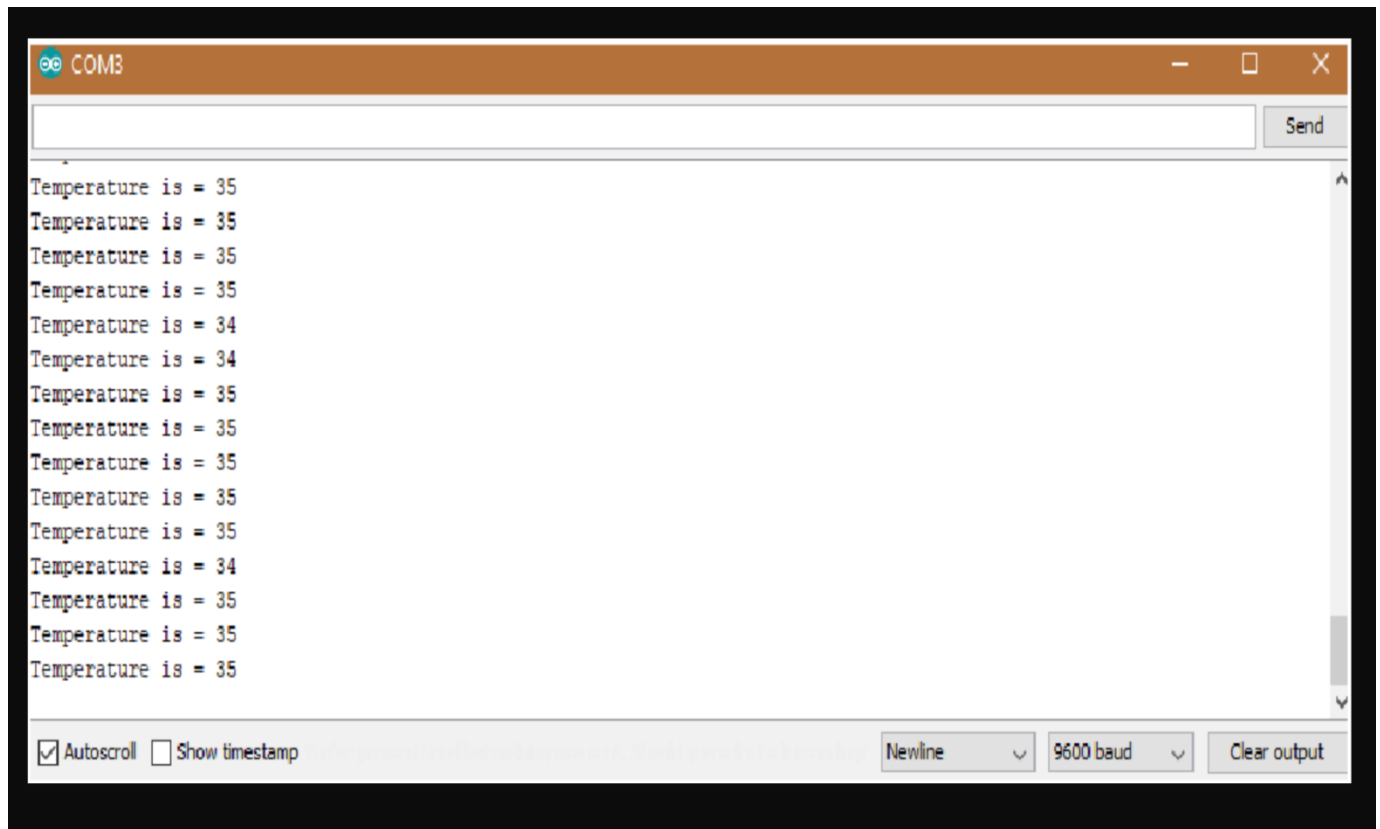 COM3
Send
Temperature is = 35
Temperature is = 35
Temperature is = 35
Temperature is = 35
Temperature is = 34
Temperature is = 34
Temperature is = 35
Temperature is = 35
Temperature is = 35
Temperature is = 35
Temperature is = 35
Temperature is = 34
Temperature is = 35
Temperature is = 35
Temperature is = 35
Autoscroll Show timestamp Newline 9600 baud Clear output